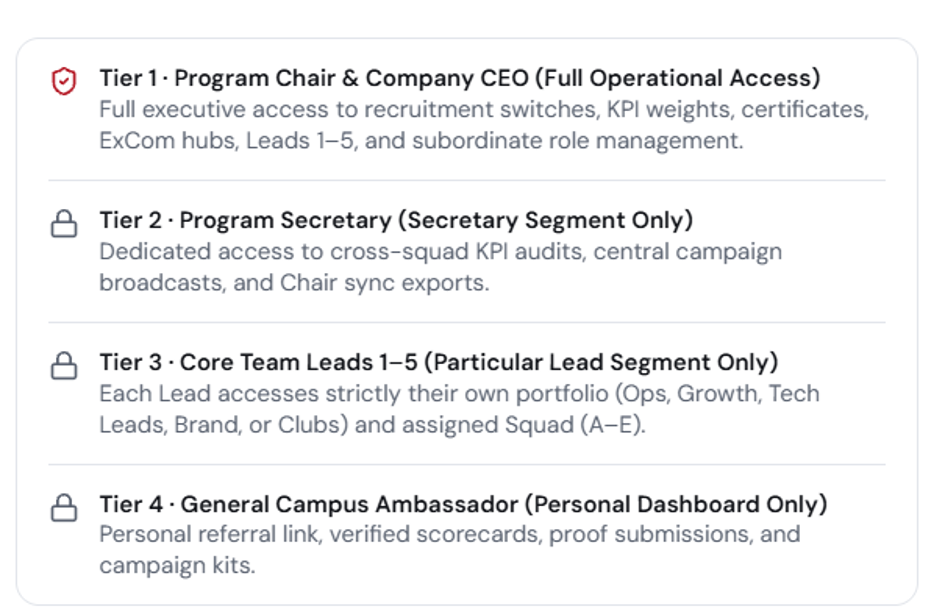 Tier 1 · Program Chair & Company CEO (Full Operational Access)
Full executive access to recruitment switches, KPI weights, certificates,
ExCom hubs, Leads 1–5, and subordinate role management.
Tier 2 · Program Secretary (Secretary Segment Only)
Dedicated access to cross-squad KPI audits, central campaign
broadcasts, and Chair sync exports.
Tier 3 · Core Team Leads 1–5 (Particular Lead Segment Only)
Each Lead accesses strictly their own portfolio (Ops, Growth, Tech
Leads, Brand, or Clubs) and assigned Squad (A–E).
Tier 4 · General Campus Ambassador (Personal Dashboard Only)
Personal referral link, verified scorecards, proof submissions, and
campaign kits.